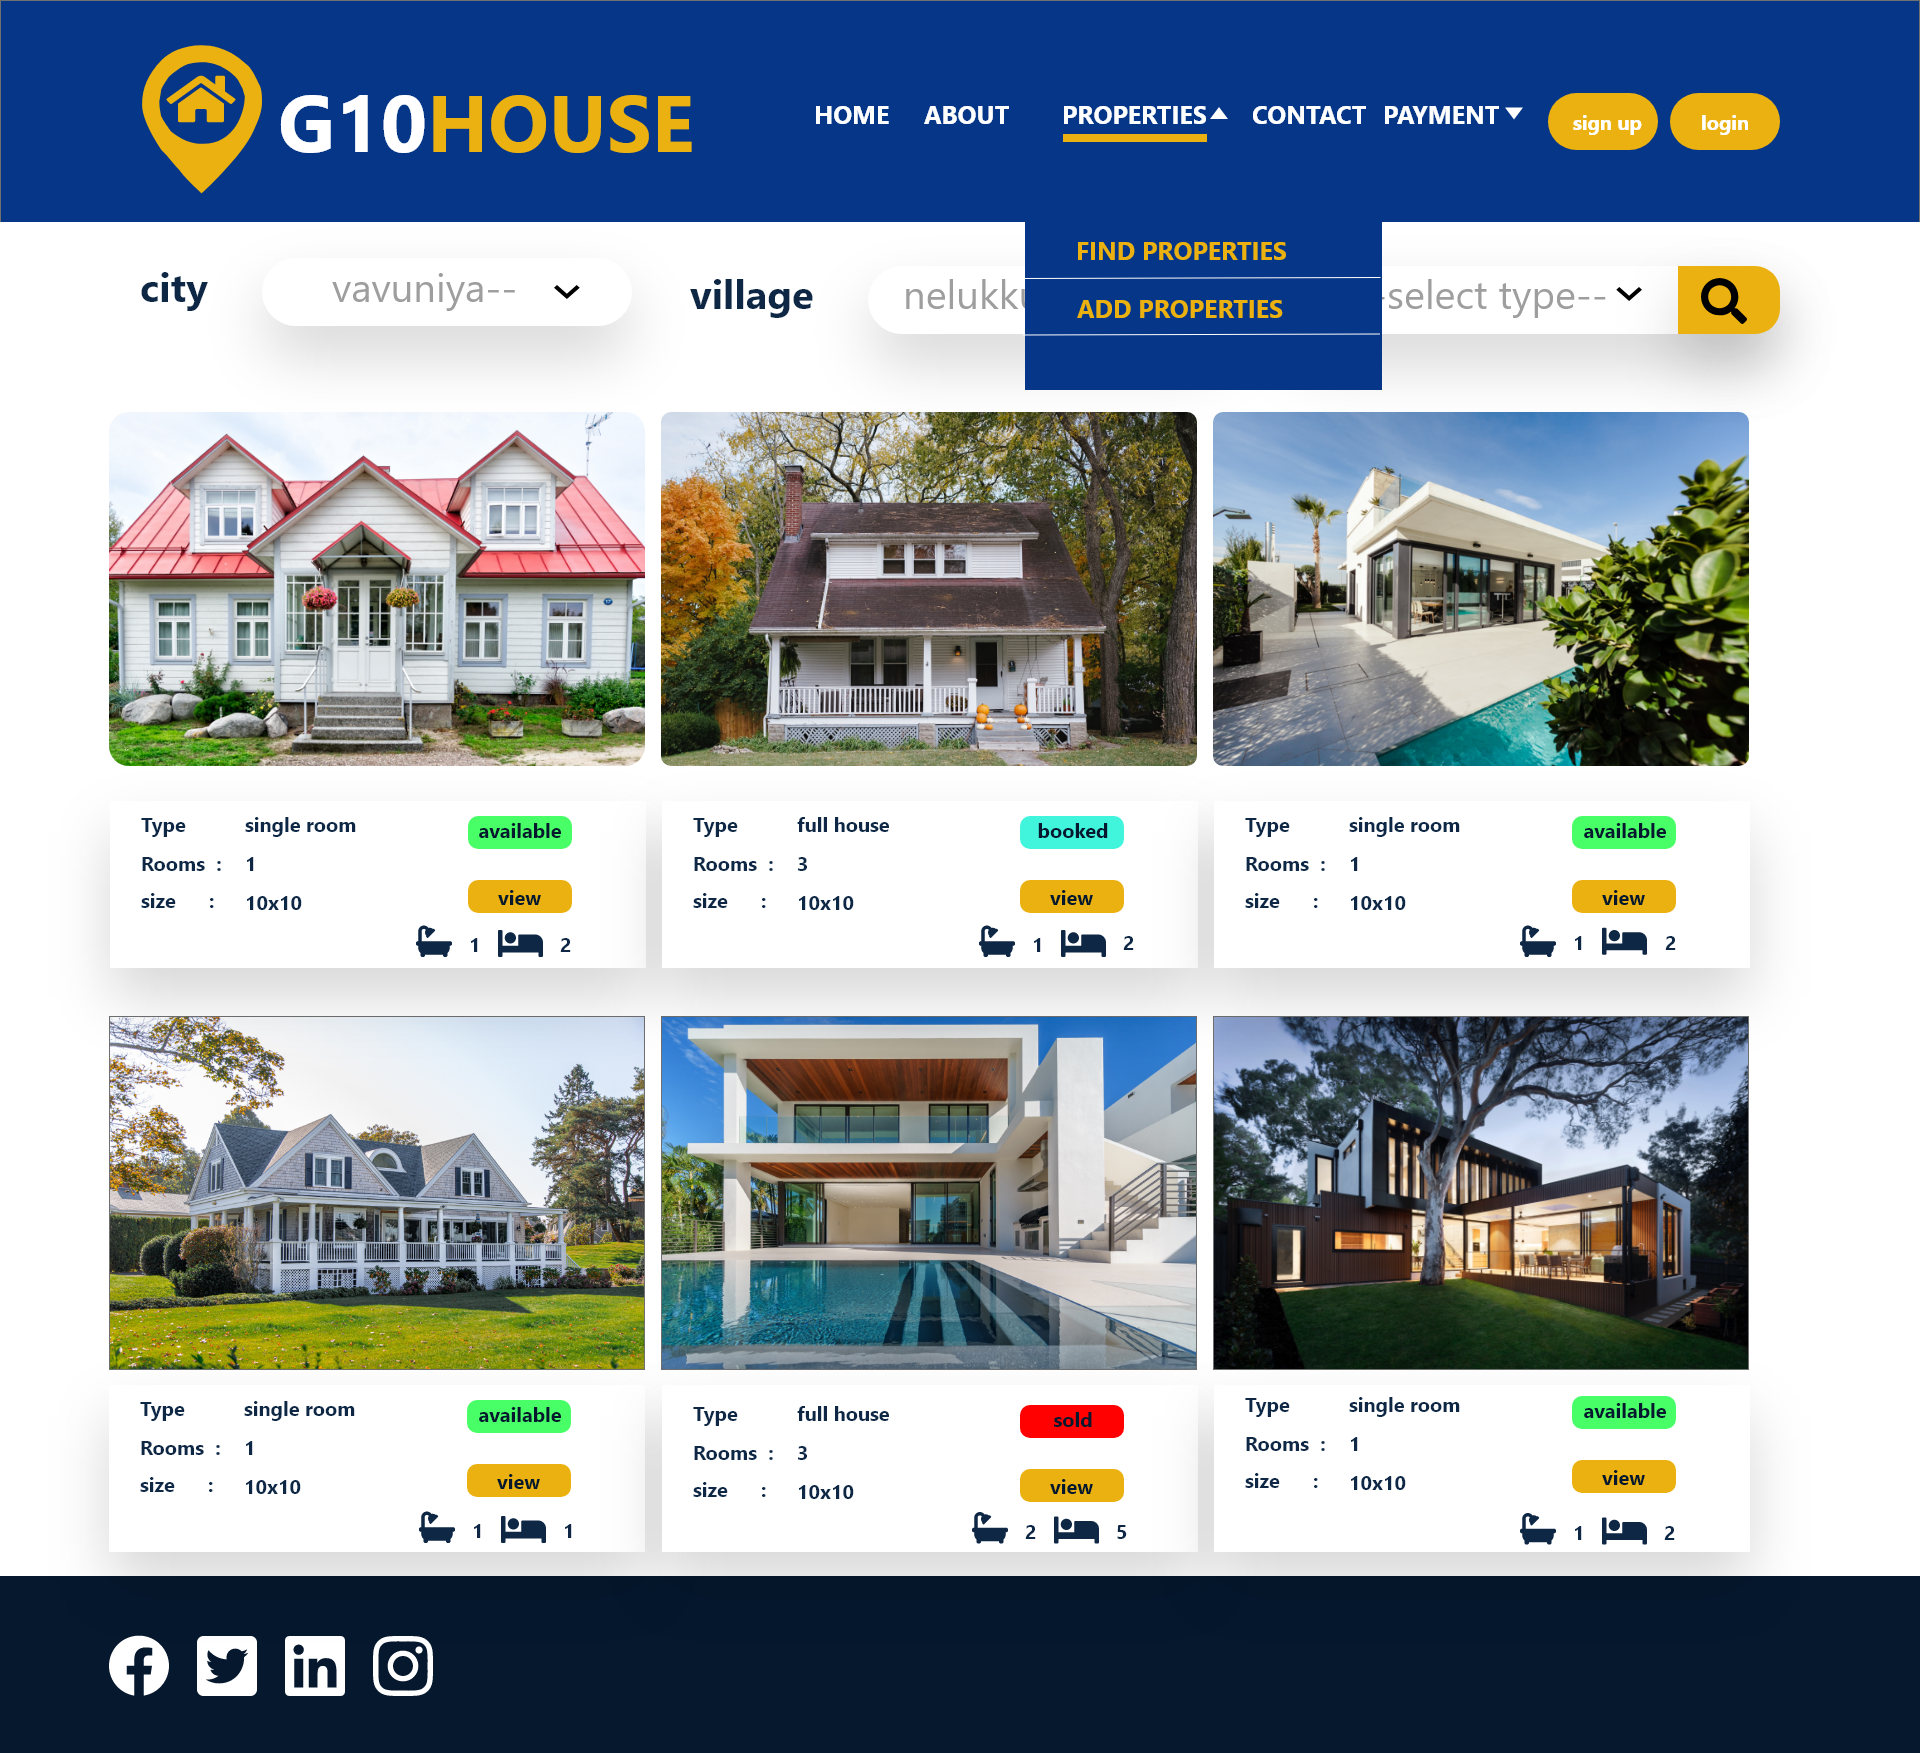 G10HOUSE
HOME ABOUT PROPERTIES CONTACT PAYMENT sign up login
FIND PROPERTIES
ADD PROPERTIES
city vavuniya-- village select type--
Type single room available
Rooms : 1
size : 10x10 view
1 2
Type full house booked
Rooms : 3
size : 10x10 view
1 2
Type single room available
Rooms : 1
size : 10x10 view
1 2
Type single room available
Rooms : 1
size : 10x10 view
1 1
Type full house sold
Rooms : 3
size : 10x10 view
2 5
Type single room available
Rooms : 1
size : 10x10 view
1 2